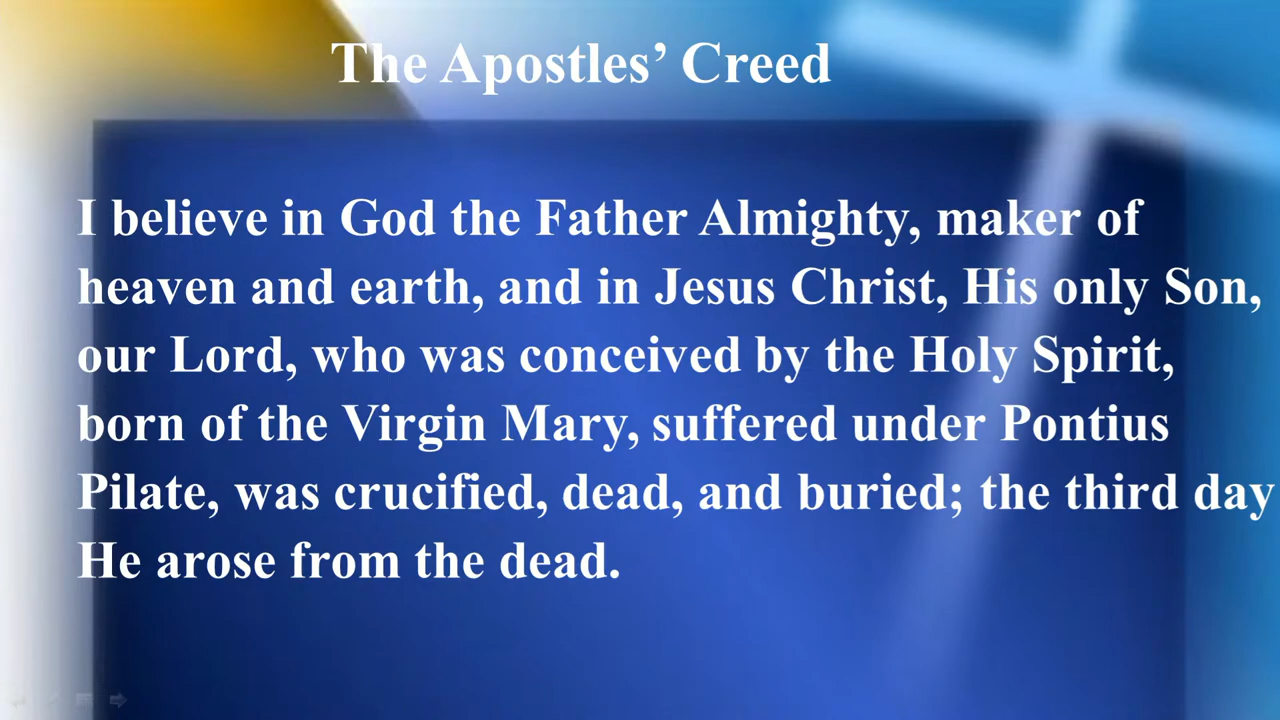 The Apostles’ Creed
I believe in God the Father Almighty, maker of
heaven and earth, and in Jesus Christ, His only Son,
our Lord, who was conceived by the Holy Spirit,
born of the Virgin Mary, suffered under Pontius
Pilate, was crucified, dead, and buried; the third day
He arose from the dead.